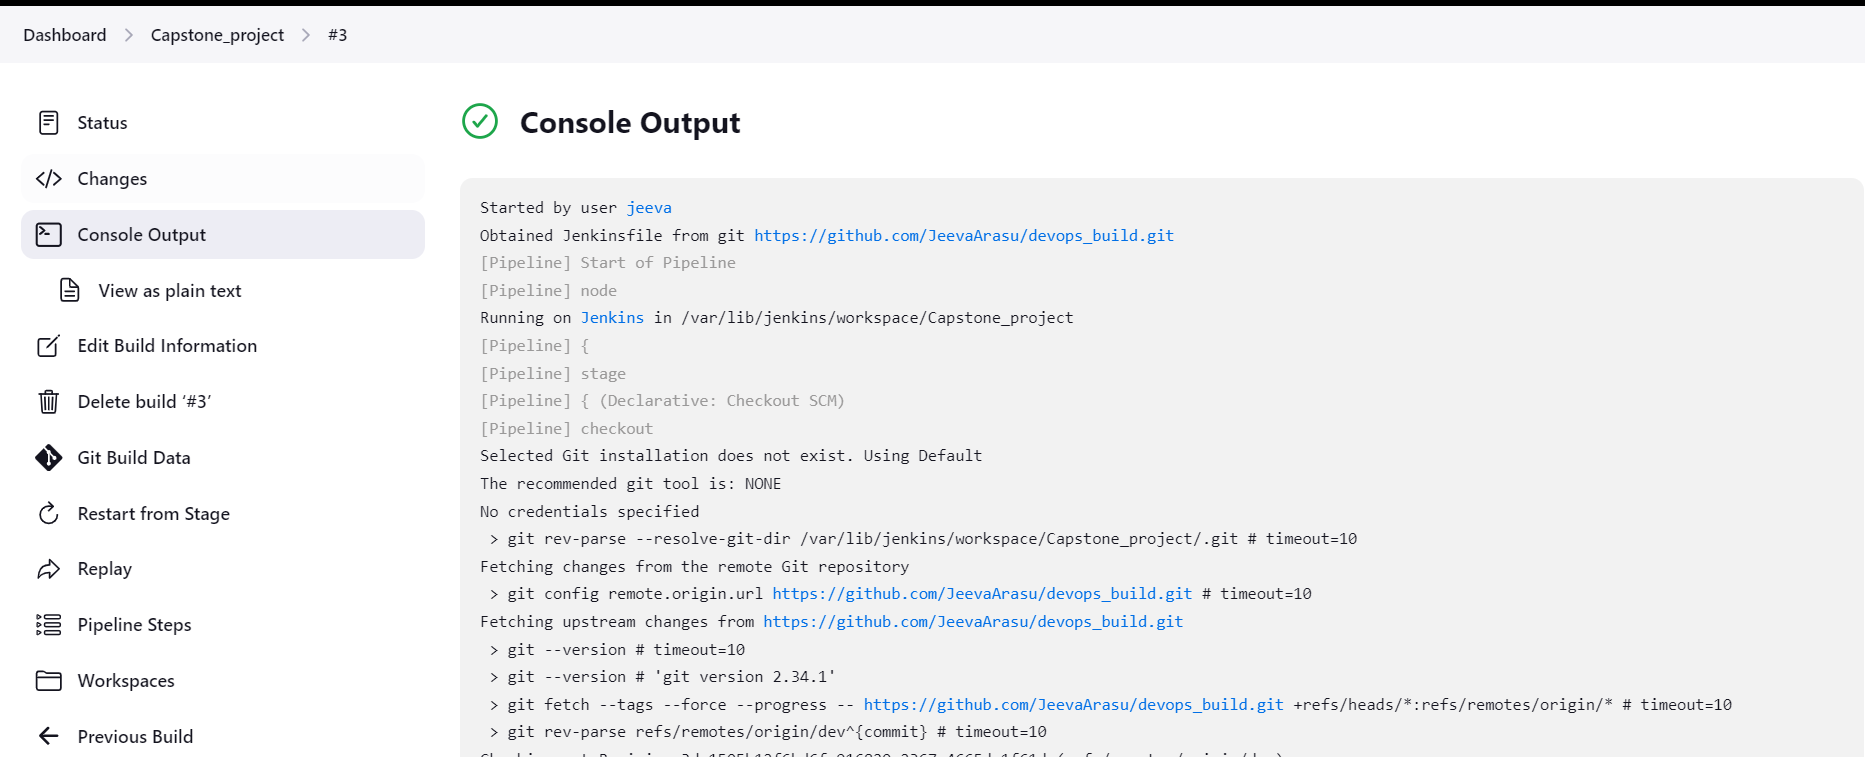 Dashboard > Capstone_project > #3
Status
Changes
Console Output
View as plain text
Edit Build Information
Delete build ‘#3’
Git Build Data
Restart from Stage
Replay
Pipeline Steps
Workspaces
Previous Build
Console Output
Started by user jeeva
Obtained Jenkinsfile from git https://github.com/JeevaArasu/devops_build.git
[Pipeline] Start of Pipeline
[Pipeline] node
Running on Jenkins in /var/lib/jenkins/workspace/Capstone_project
[Pipeline] {
[Pipeline] stage
[Pipeline] { (Declarative: Checkout SCM)
[Pipeline] checkout
Selected Git installation does not exist. Using Default
The recommended git tool is: NONE
No credentials specified
 > git rev-parse --resolve-git-dir /var/lib/jenkins/workspace/Capstone_project/.git # timeout=10
Fetching changes from the remote Git repository
 > git config remote.origin.url https://github.com/JeevaArasu/devops_build.git # timeout=10
Fetching upstream changes from https://github.com/JeevaArasu/devops_build.git
 > git --version # timeout=10
 > git --version # 'git version 2.34.1'
 > git fetch --tags --force --progress -- https://github.com/JeevaArasu/devops_build.git +refs/heads/*:refs/remotes/origin/* # timeout=10
 > git rev-parse refs/remotes/origin/dev^{commit} # timeout=10